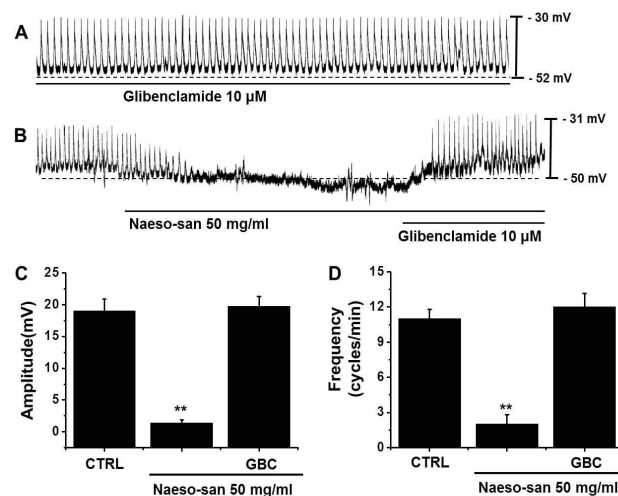 A
- 30 mV
- 52 mV
Glibenclamide 10 µM
B
- 31 mV
- 50 mV
Naeso-san 50 mg/ml
Glibenclamide 10 µM
C
Amplitude(mV)
25
20
15
10
5
0
**
CTRL
GBC
Naeso-san 50 mg/ml
D
Frequency
(cycles/min)
15
12
9
6
3
0
**
CTRL
GBC
Naeso-san 50 mg/ml